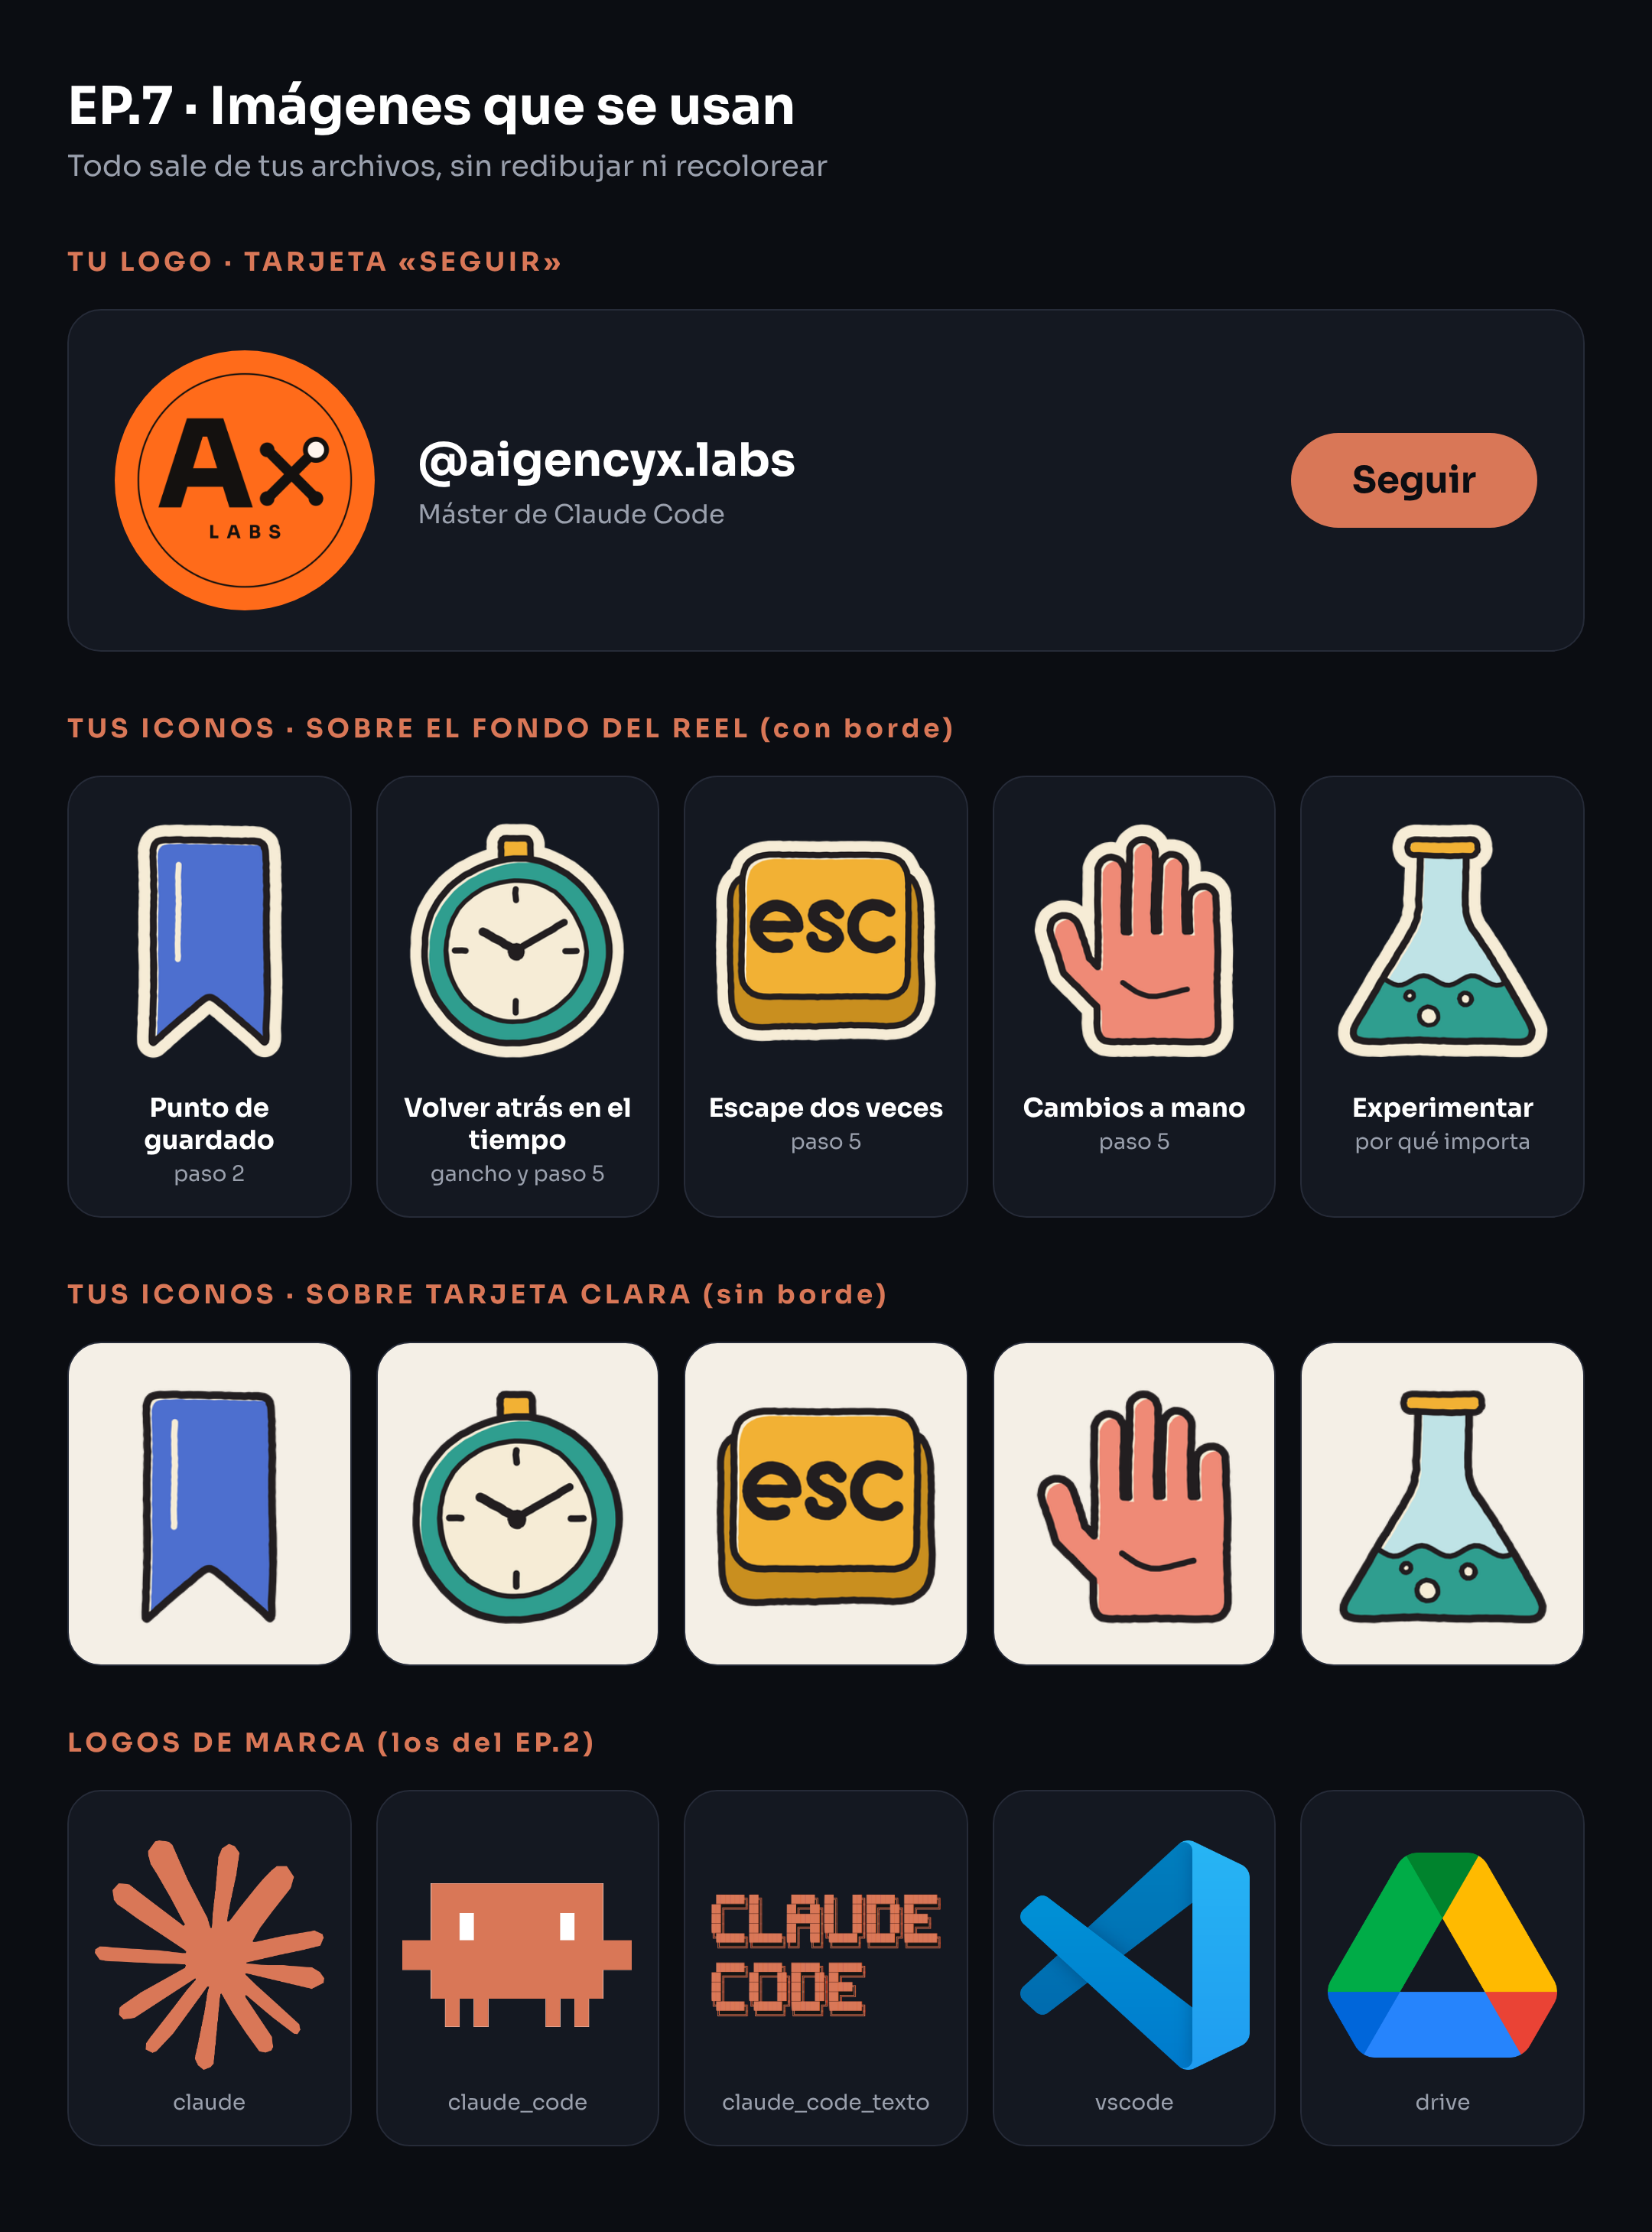 EP.7 · Imágenes que se usan
Todo sale de tus archivos, sin redibujar ni recolorear
TU LOGO · TARJETA «SEGUIR»
Ax
LABS
@aigencyx.labs
Máster de Claude Code
Seguir
TUS ICONOS · SOBRE EL FONDO DEL REEL (con borde)
esc
Punto de
guardado
paso 2
Volver atrás en el
tiempo
gancho y paso 5
Escape dos veces
paso 5
Cambios a mano
paso 5
Experimentar
por qué importa
TUS ICONOS · SOBRE TARJETA CLARA (sin borde)
esc
LOGOS DE MARCA (los del EP.2)
CLAUDE
CODE
claude
claude_code
claude_code_texto
vscode
drive